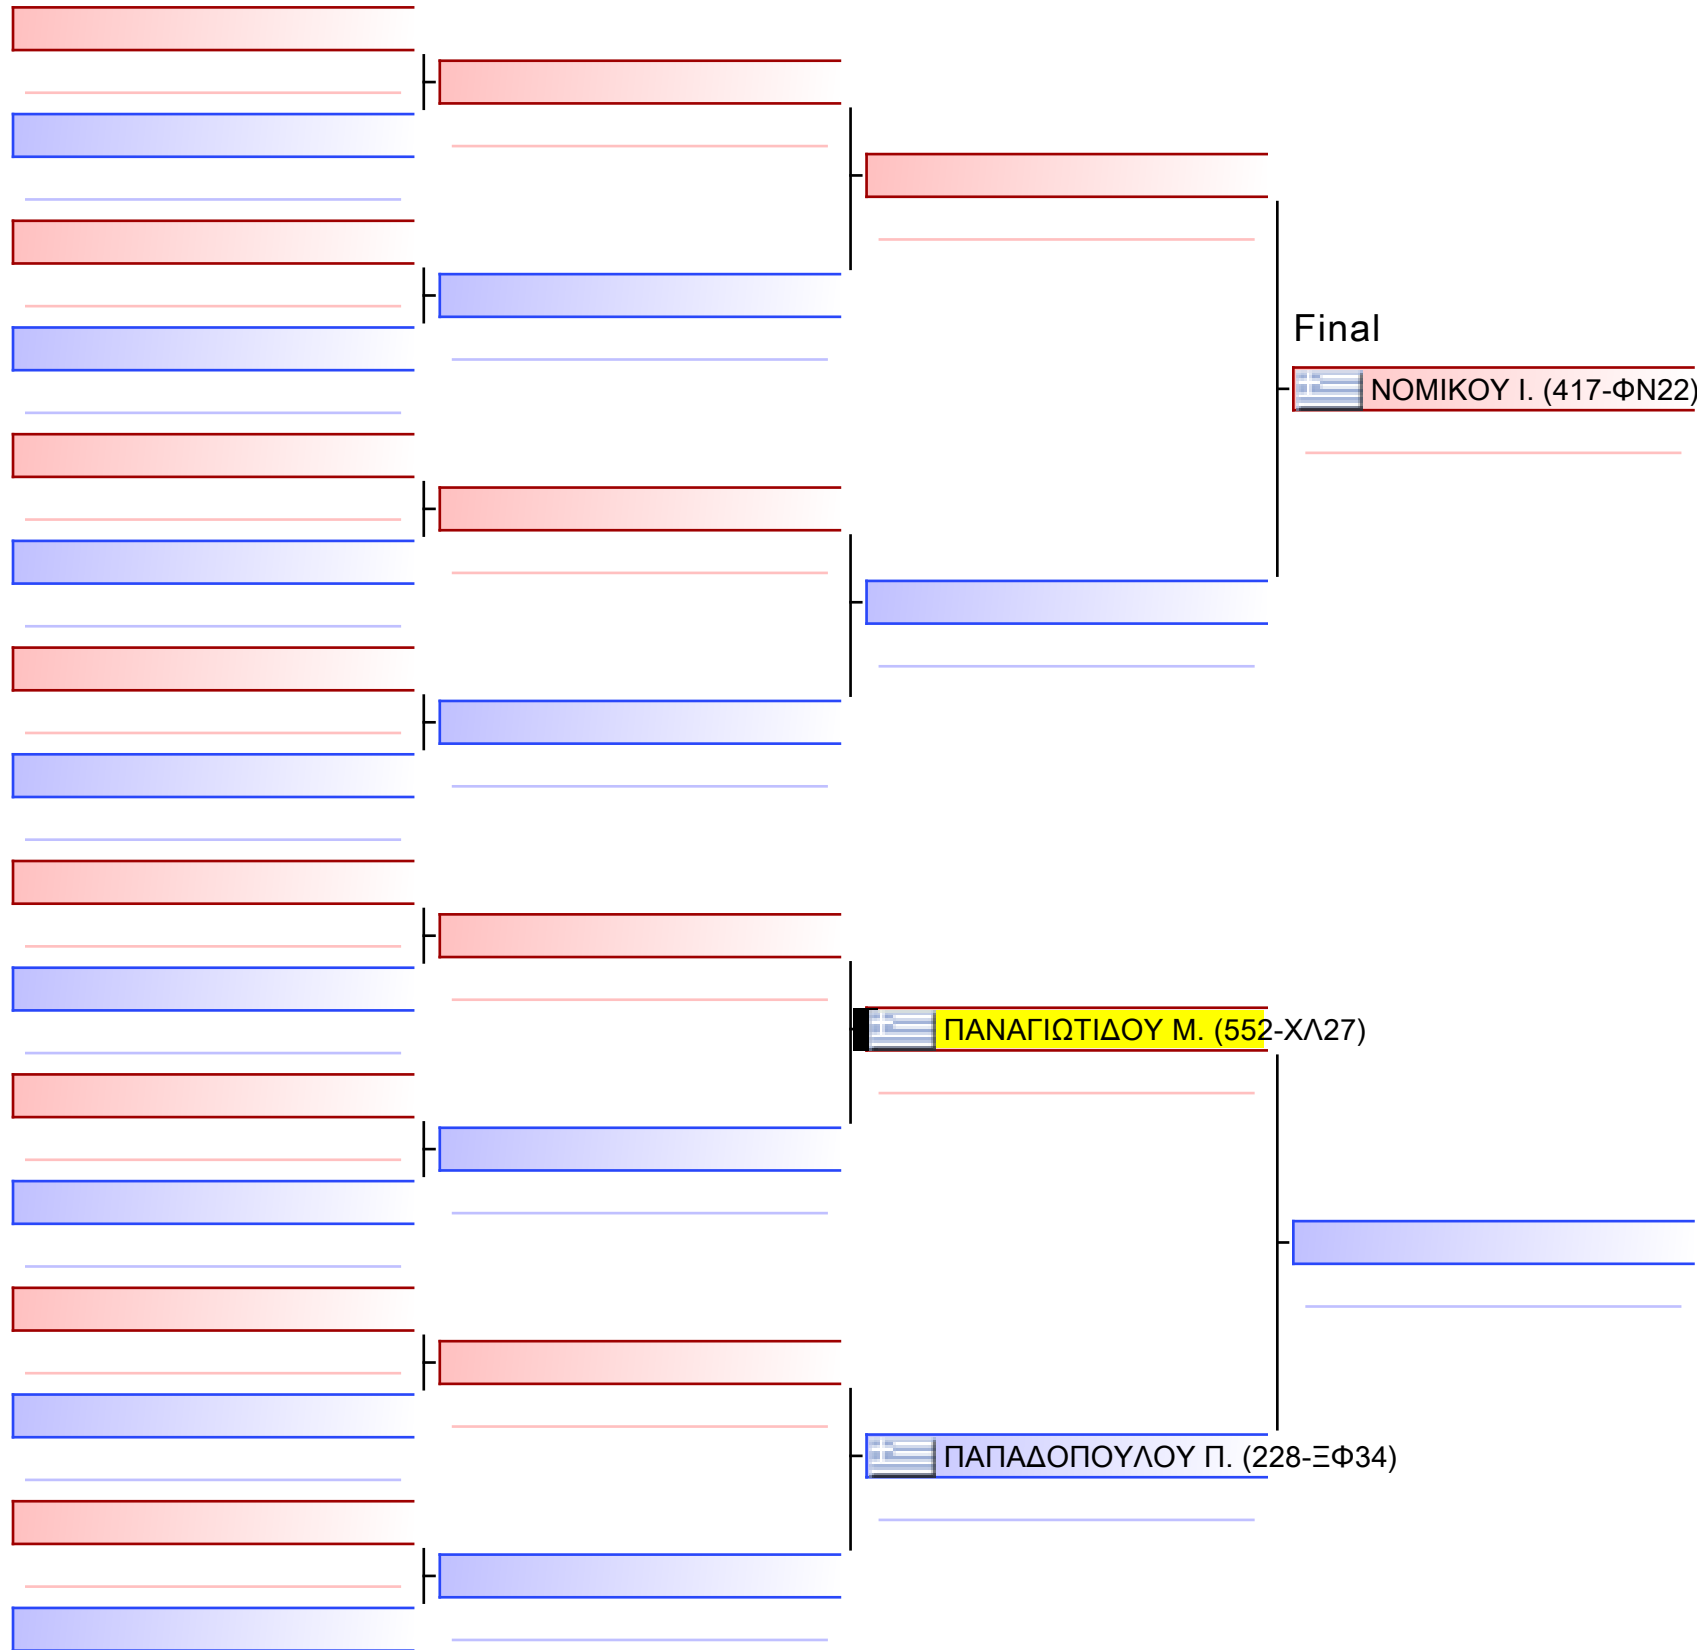 Final
ΝΟΜΙΚΟΥ Ι. (417-ΦΝ22)
ΠΑΝΑΓΙΩΤΙΔΟΥ Μ. (552-ΧΛ27)
ΠΑΠΑΔΟΠΟΥΛΟΥ Π. (228-ΞΦ34)